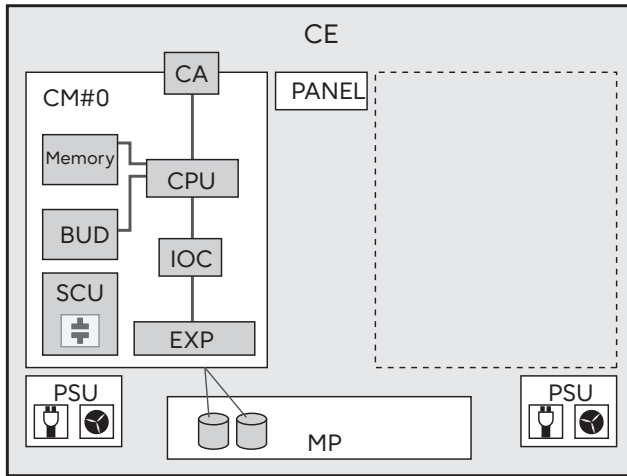 CE
CA
PANEL
CM#0
Memory
CPU
BUD
IOC
SCU
EXP
PSU
PSU
MP